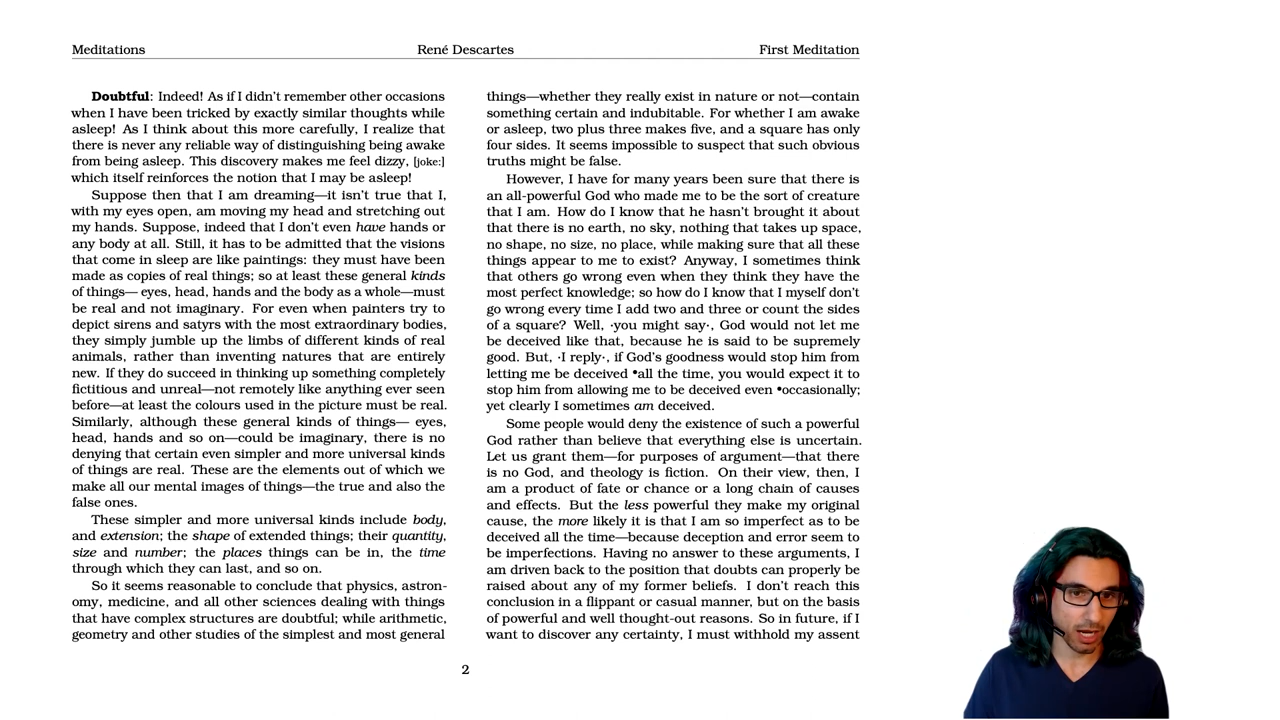 Meditations René Descartes First Meditation
Doubtful: Indeed! As if I didn't remember other occasions
when I have been tricked by exactly similar thoughts while
asleep! As I think about this more carefully, I realize that
there is never any reliable way of distinguishing being awake
from being asleep. This discovery makes me feel dizzy, [joke:]
which itself reinforces the notion that I may be asleep!
Suppose then that I am dreaming—it isn't true that I,
with my eyes open, am moving my head and stretching out
my hands. Suppose, indeed that I don't even have hands or
any body at all. Still, it has to be admitted that the visions
that come in sleep are like paintings: they must have been
made as copies of real things; so at least these general kinds
of things— eyes, head, hands and the body as a whole—must
be real and not imaginary. For even when painters try to
depict sirens and satyrs with the most extraordinary bodies,
they simply jumble up the limbs of different kinds of real
animals, rather than inventing natures that are entirely
new. If they do succeed in thinking up something completely
fictitious and unreal—not remotely like anything ever seen
before—at least the colours used in the picture must be real.
Similarly, although these general kinds of things— eyes,
head, hands and so on—could be imaginary, there is no
denying that certain even simpler and more universal kinds
of things are real. These are the elements out of which we
make all our mental images of things—the true and also the
false ones.
These simpler and more universal kinds include body,
and extension; the shape of extended things; their quantity,
size and number; the places things can be in, the time
through which they can last, and so on.
So it seems reasonable to conclude that physics, astron-
omy, medicine, and all other sciences dealing with things
that have complex structures are doubtful; while arithmetic,
geometry and other studies of the simplest and most general
things—whether they really exist in nature or not—contain
something certain and indubitable. For whether I am awake
or asleep, two plus three makes five, and a square has only
four sides. It seems impossible to suspect that such obvious
truths might be false.
However, I have for many years been sure that there is
an all-powerful God who made me to be the sort of creature
that I am. How do I know that he hasn't brought it about
that there is no earth, no sky, nothing that takes up space,
no shape, no size, no place, while making sure that all these
things appear to me to exist? Anyway, I sometimes think
that others go wrong even when they think they have the
most perfect knowledge; so how do I know that I myself don't
go wrong every time I add two and three or count the sides
of a square? Well, ·you might say·, God would not let me
be deceived like that, because he is said to be supremely
good. But, ·I reply·, if God's goodness would stop him from
letting me be deceived •all the time, you would expect it to
stop him from allowing me to be deceived even •occasionally;
yet clearly I sometimes am deceived.
Some people would deny the existence of such a powerful
God rather than believe that everything else is uncertain.
Let us grant them—for purposes of argument—that there
is no God, and theology is fiction. On their view, then, I
am a product of fate or chance or a long chain of causes
and effects. But the less powerful they make my original
cause, the more likely it is that I am so imperfect as to be
deceived all the time—because deception and error seem to
be imperfections. Having no answer to these arguments, I
am driven back to the position that doubts can properly be
raised about any of my former beliefs. I don't reach this
conclusion in a flippant or casual manner, but on the basis
of powerful and well thought-out reasons. So in future, if I
want to discover any certainty, I must withhold my assent
2